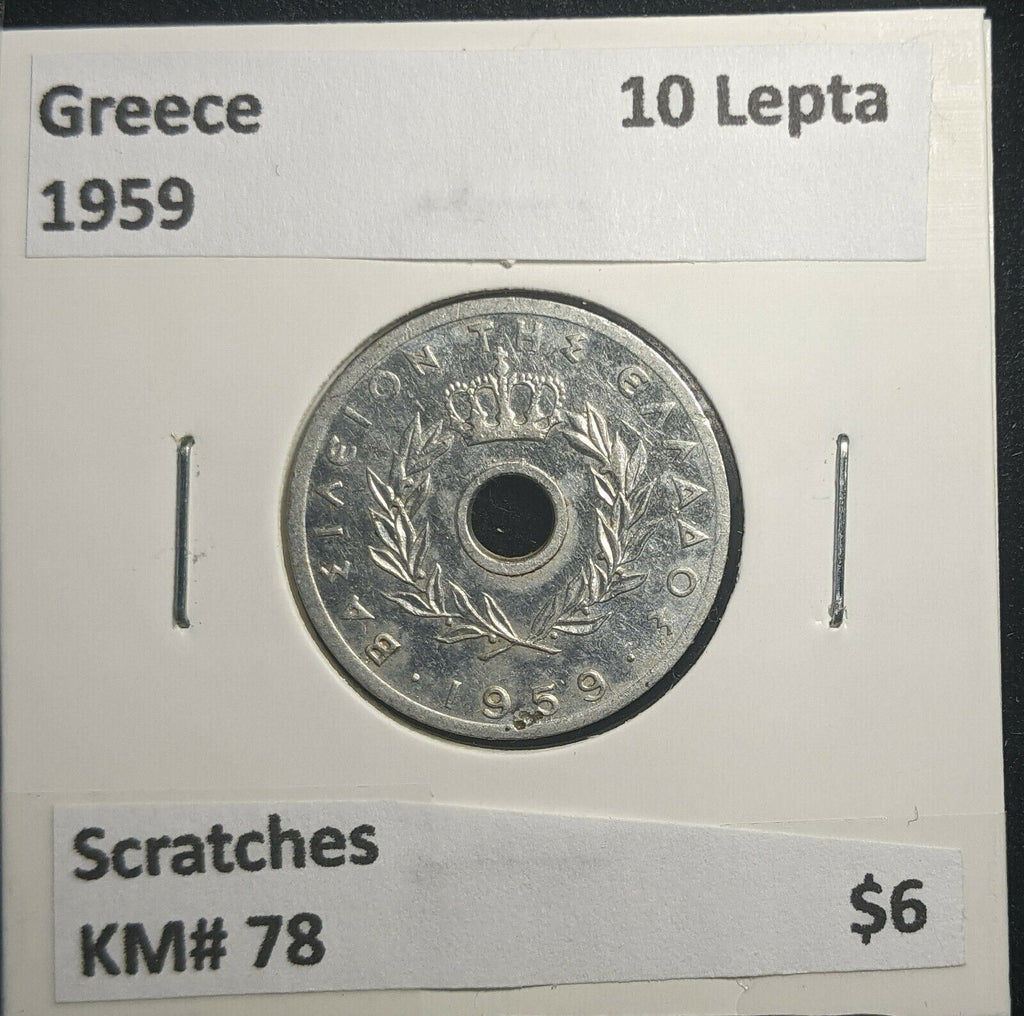 Greece 10 Lepta
1959
ΒΑΣΙΛΕΙΟΝ ΤΗΣ ΕΛΛΑΔΟΣ
· 1959 ·
Scratches
KM# 78
$6